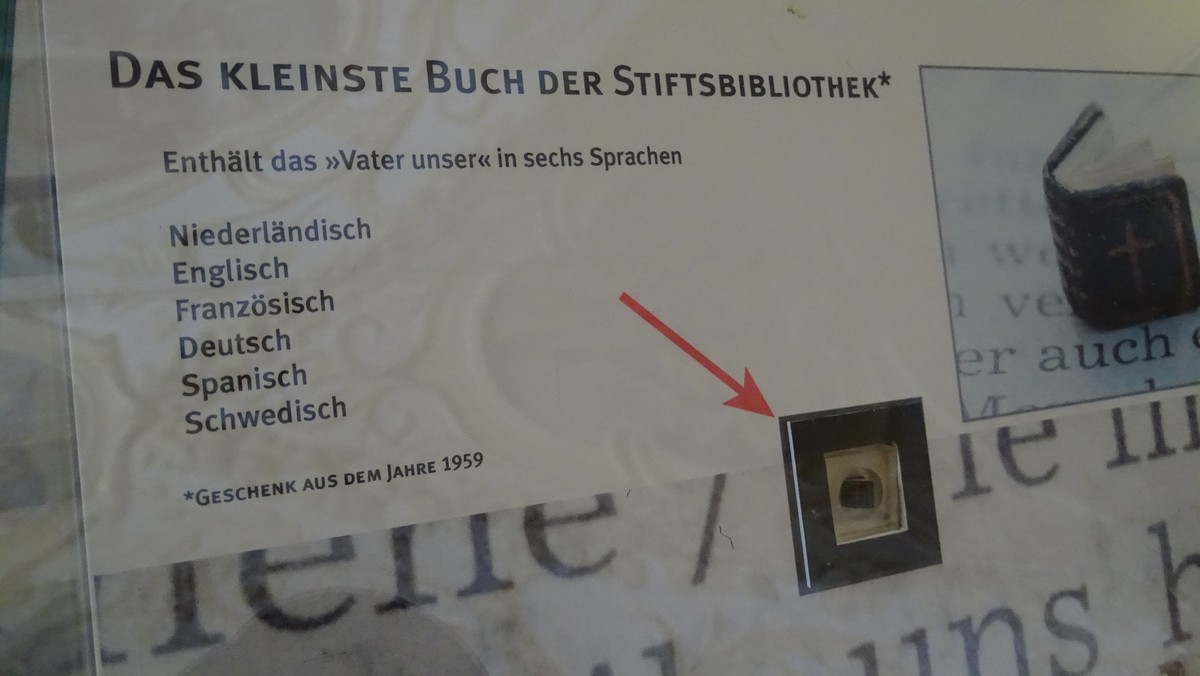 DAS KLEINSTE BUCH DER STIFTSBIBLIOTHEK*
Enthält das »Vater unser« in sechs Sprachen
Niederländisch
Englisch
Französisch
Deutsch
Spanisch
Schwedisch
*GESCHENK AUS DEM JAHRE 1959
er auch
uns